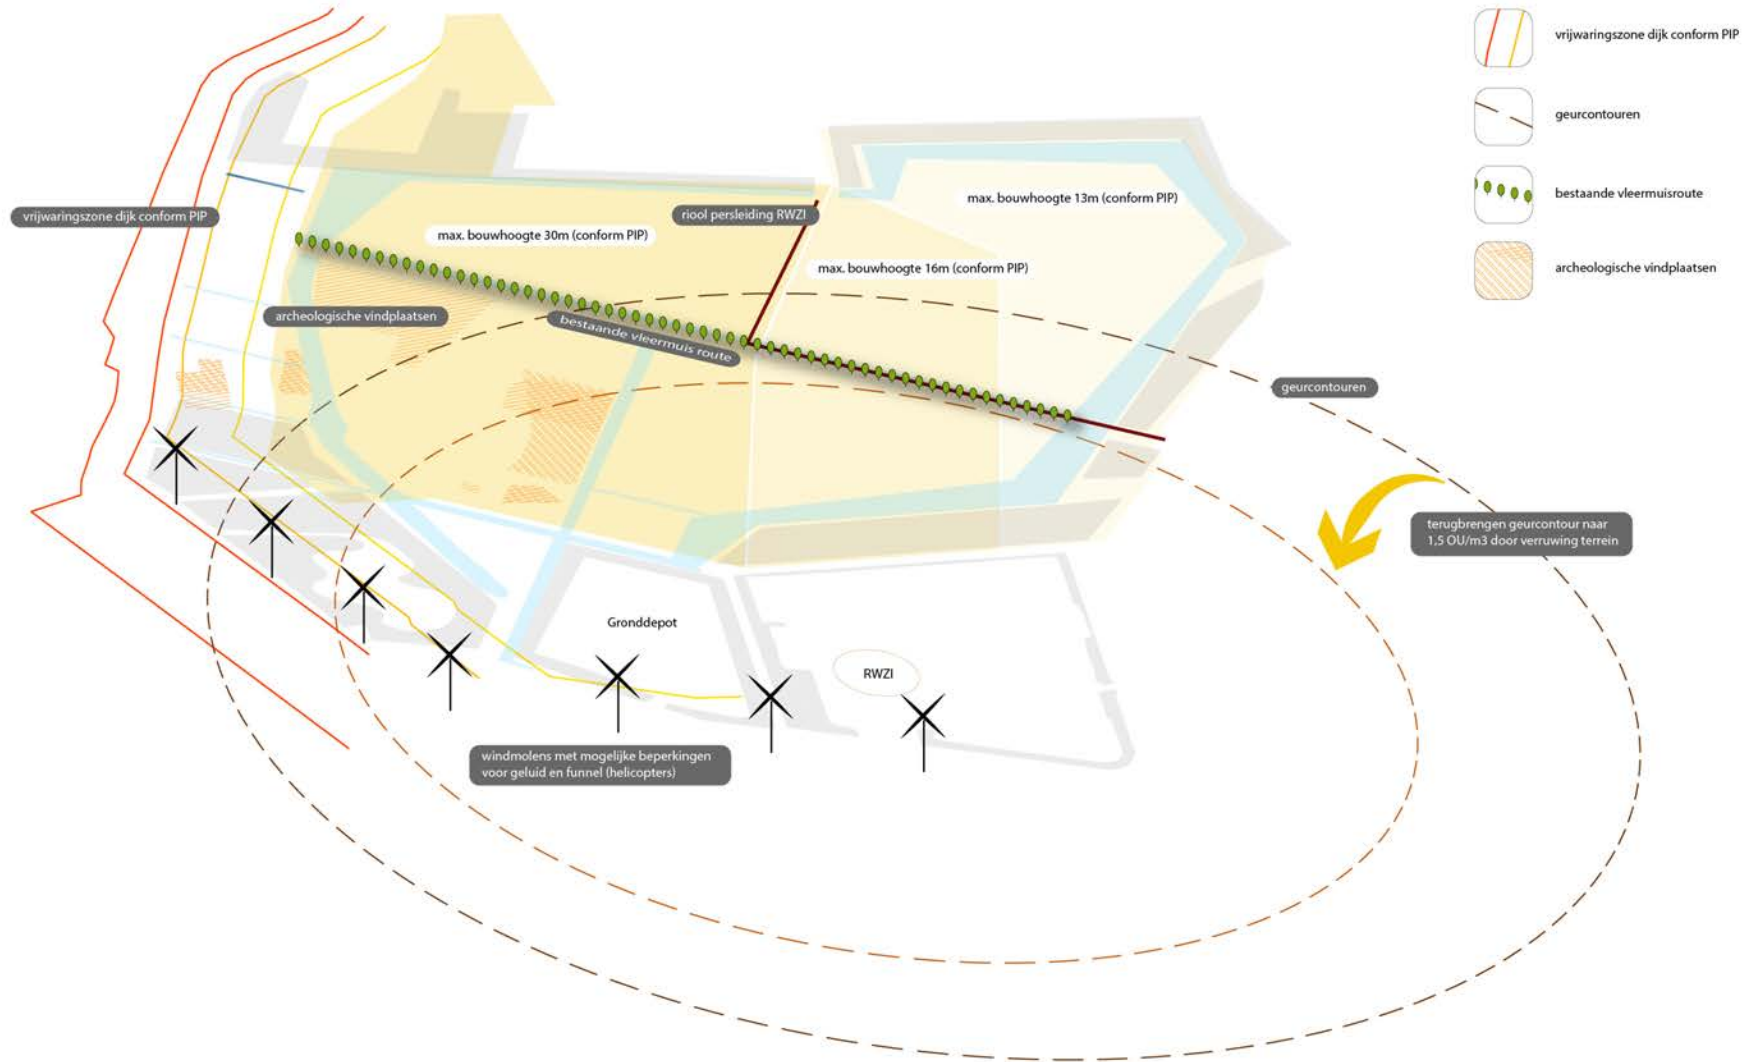 vrijwaringszone dijk conform PIP
geurcontouren
bestaande vleermuisroute
archeologische vindplaatsen
vrijwaringszone dijk conform PIP
max. bouwhoogte 30m (conform PIP)
riool persleiding RWZI
max. bouwhoogte 13m (conform PIP)
max. bouwhoogte 16m (conform PIP)
archeologische vindplaatsen
bestaande vleermuis route
geurcontouren
terugbrengen geurcontour naar
1,5 OU/m3 door verruwing terrein
Gronddepot
RWZI
windmolens met mogelijke beperkingen
voor geluid en funnel (helicopters)